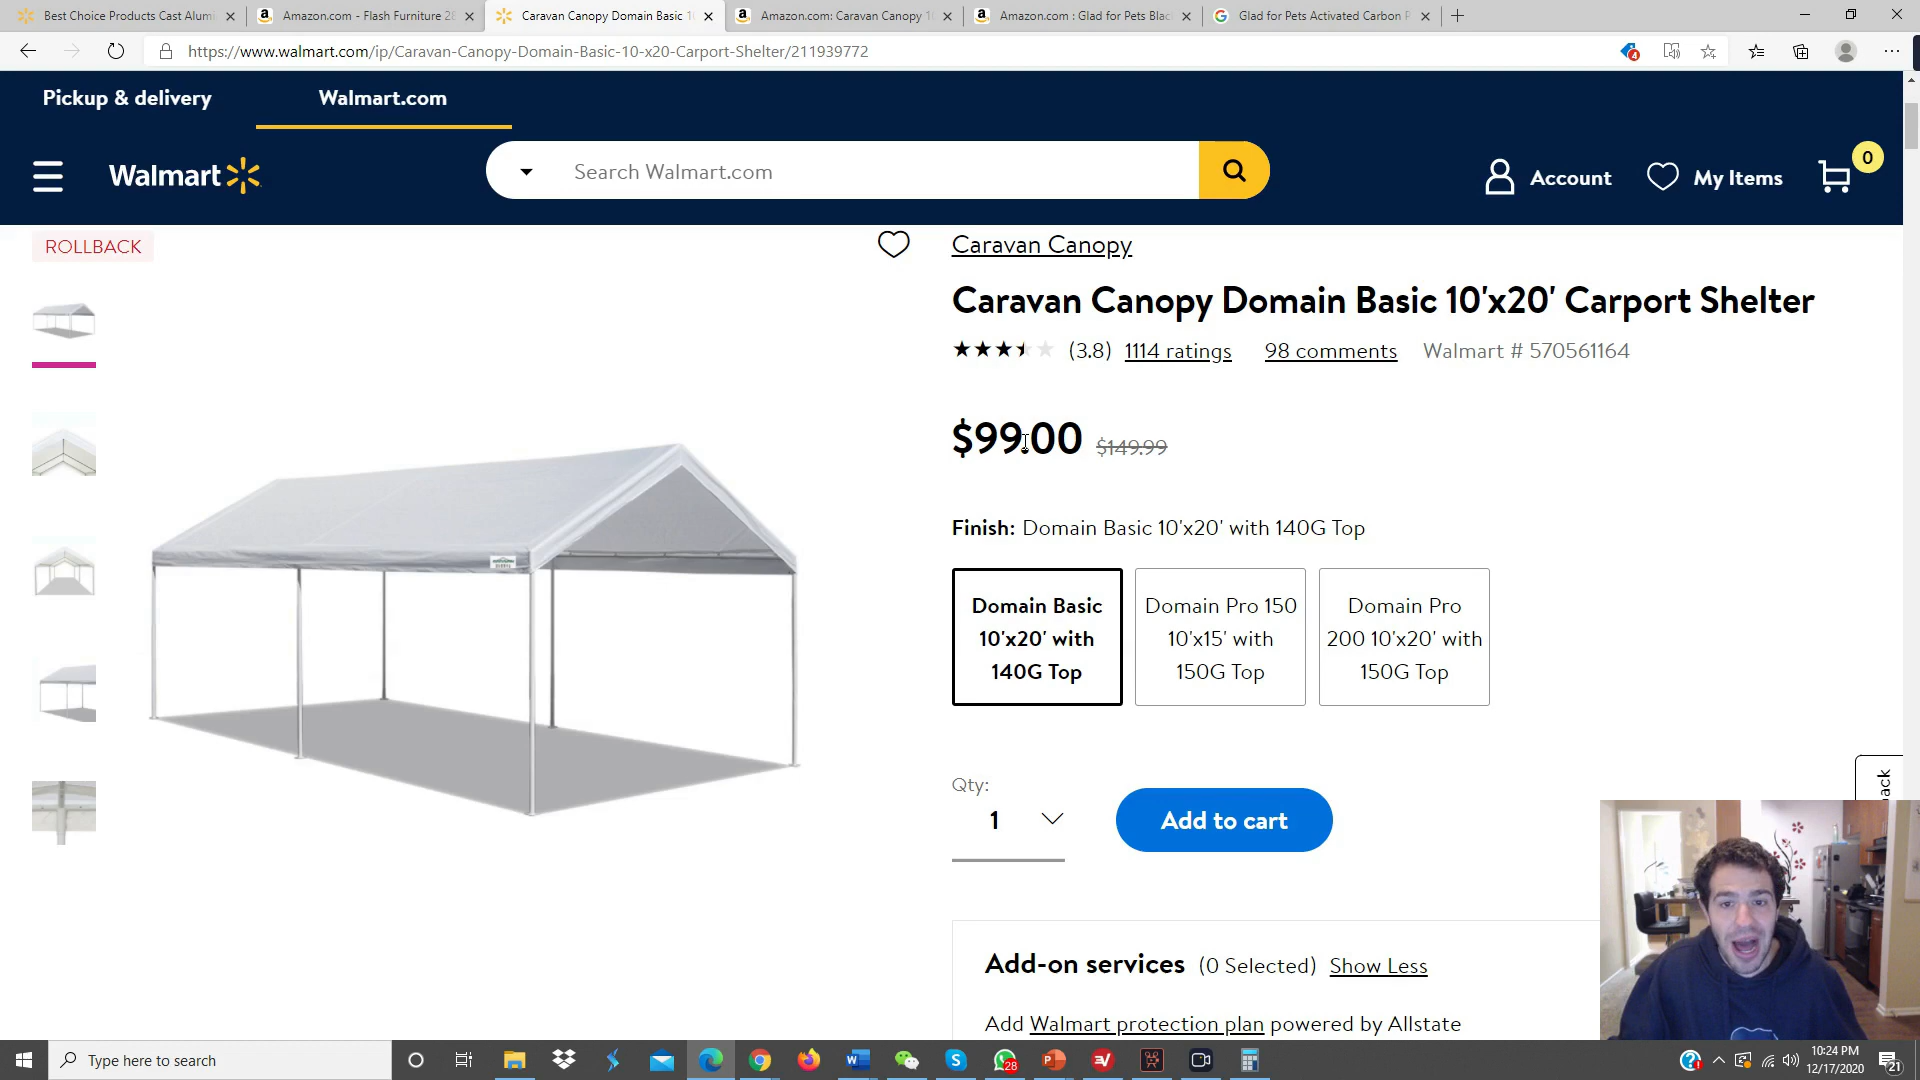 Best Choice Products Cast Alumi
Amazon.com - Flash Furniture 28
Caravan Canopy Domain Basic 1
Amazon.com: Caravan Canopy 1
Amazon.com : Glad for Pets Blac
Glad for Pets Activated Carbon P
https://www.walmart.com/ip/Caravan-Canopy-Domain-Basic-10-x20-Carport-Shelter/211939772
4
Pickup & delivery
Walmart.com
Walmart
Search Walmart.com
Account
My Items
0
ROLLBACK
Caravan Canopy
Caravan Canopy Domain Basic 10'x20' Carport Shelter
(3.8) 1114 ratings 98 comments Walmart # 570561164
$99.00 $149.99
Finish: Domain Basic 10'x20' with 140G Top
Domain Basic
10'x20' with
140G Top
Domain Pro 150
10'x15' with
150G Top
Domain Pro
200 10'x20' with
150G Top
Qty:
1
Add to cart
Add-on services (0 Selected) Show Less
Add Walmart protection plan powered by Allstate
Type here to search
28
10:24 PM
12/17/2020
21